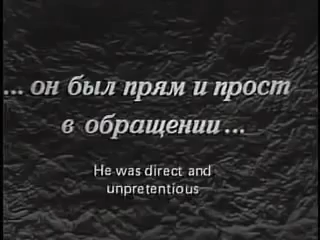 ... он был прям и прост
в обращении...
He was direct and
unpretentious